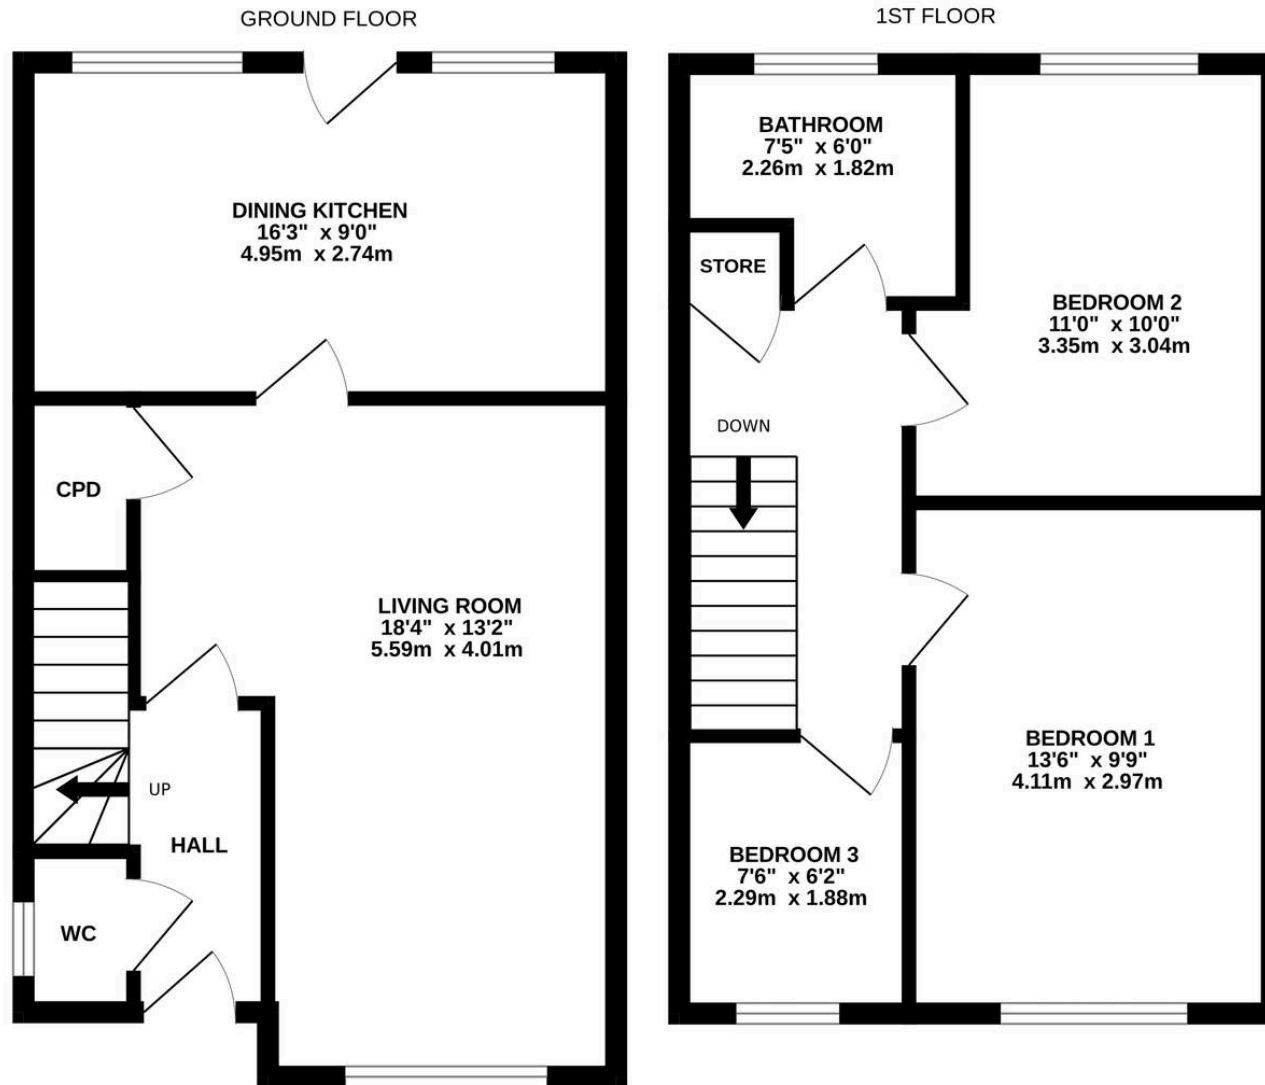 GROUND FLOOR
DINING KITCHEN
16'3" x 9'0"
4.95m x 2.74m
CPD
LIVING ROOM
18'4" x 13'2"
5.59m x 4.01m
UP
HALL
WC
1ST FLOOR
BATHROOM
7'5" x 6'0"
2.26m x 1.82m
STORE
BEDROOM 2
11'0" x 10'0"
3.35m x 3.04m
DOWN
BEDROOM 1
13'6" x 9'9"
4.11m x 2.97m
BEDROOM 3
7'6" x 6'2"
2.29m x 1.88m